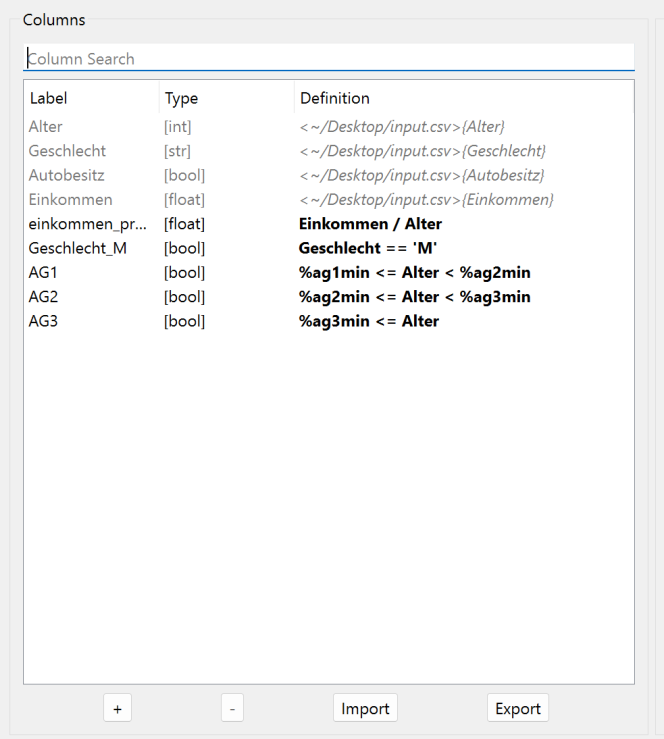 Columns
Column Search
Label Type Definition
Alter [int] <~/Desktop/input.csv>{Alter}
Geschlecht [str] <~/Desktop/input.csv>{Geschlecht}
Autobesitz [bool] <~/Desktop/input.csv>{Autobesitz}
Einkommen [float] <~/Desktop/input.csv>{Einkommen}
einkommen_pr... [float] Einkommen / Alter
Geschlecht_M [bool] Geschlecht == 'M'
AG1 [bool] %ag1min <= Alter < %ag2min
AG2 [bool] %ag2min <= Alter < %ag3min
AG3 [bool] %ag3min <= Alter
+ - Import Export